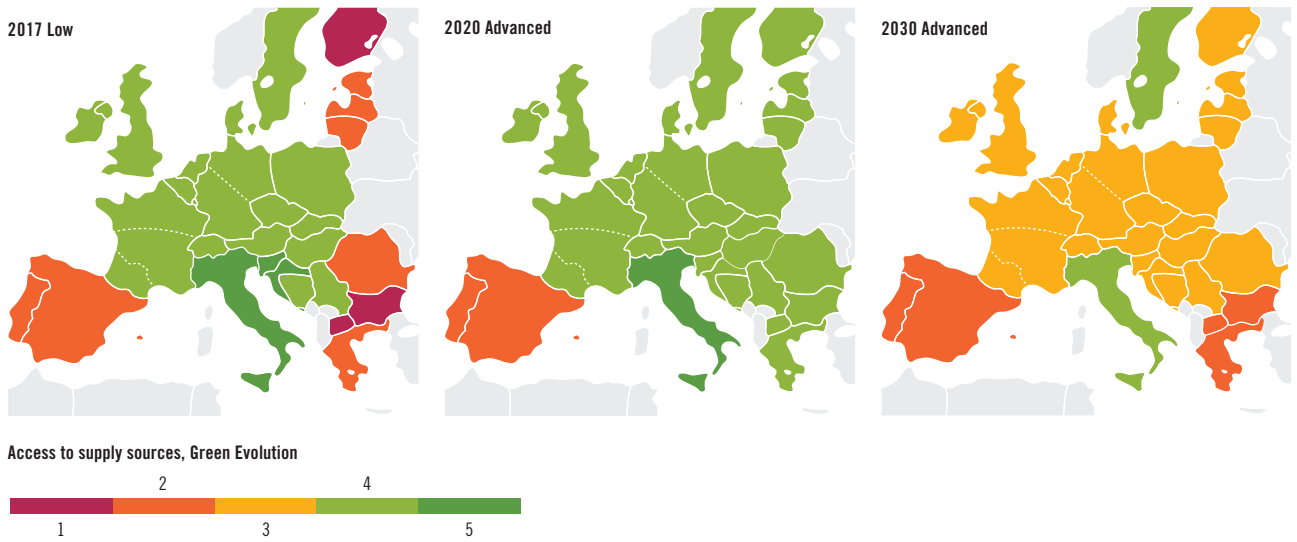 2017 Low
2020 Advanced
2030 Advanced
Access to supply sources, Green Evolution
2
4
1
3
5